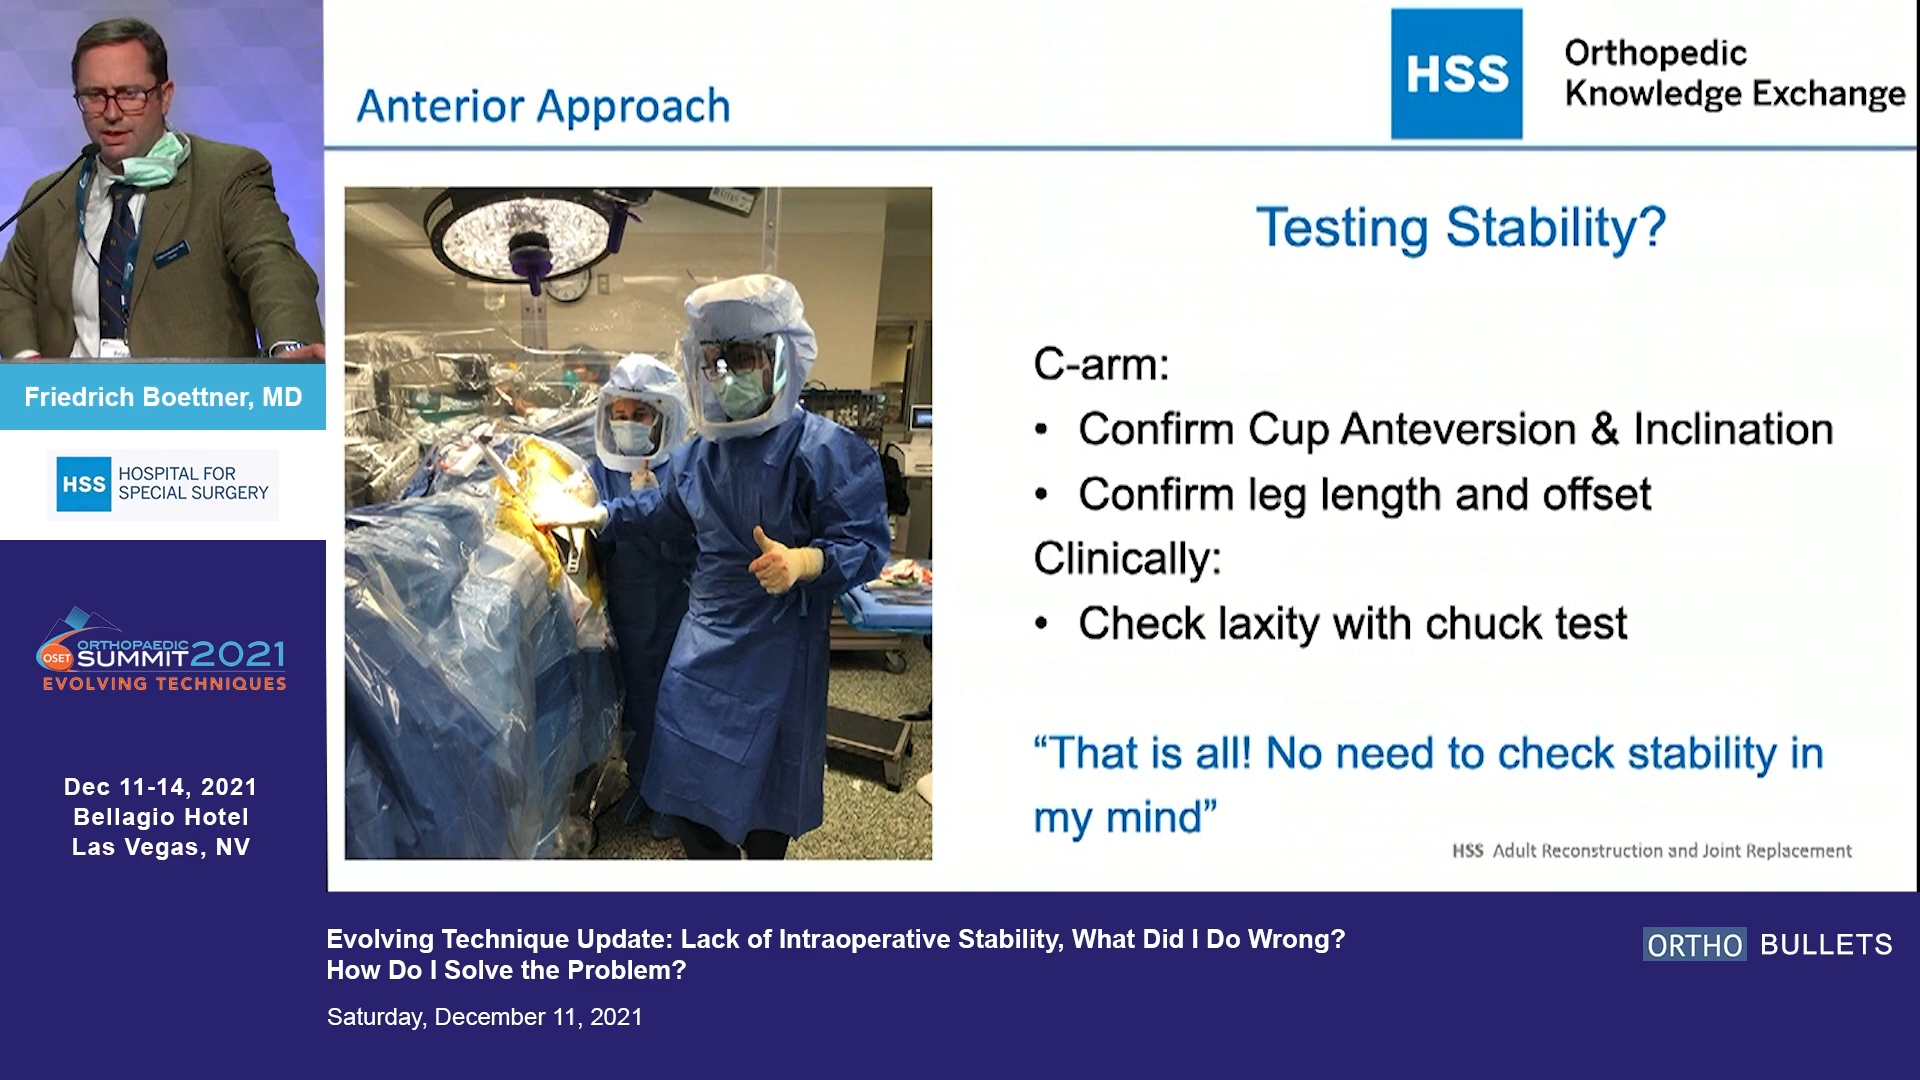 HSS
Orthopedic
Knowledge Exchange
Anterior Approach
Testing Stability?
C-arm:
• Confirm Cup Anteversion & Inclination
• Confirm leg length and offset
Clinically:
• Check laxity with chuck test
“That is all! No need to check stability in
my mind”
HSS Adult Reconstruction and Joint Replacement
Friedrich Boettner, MD
HSS
HOSPITAL FOR
SPECIAL SURGERY
OSET
ORTHOPAEDIC
SUMMIT 2021
EVOLVING TECHNIQUES
Dec 11-14, 2021
Bellagio Hotel
Las Vegas, NV
Evolving Technique Update: Lack of Intraoperative Stability, What Did I Do Wrong?
How Do I Solve the Problem?
Saturday, December 11, 2021
ORTHO BULLETS